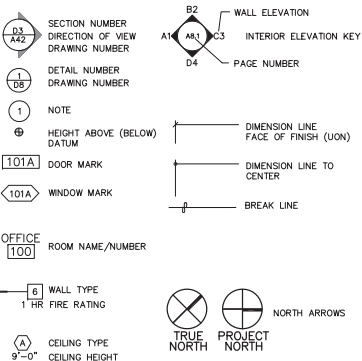 D3
A42
SECTION NUMBER
DIRECTION OF VIEW
DRAWING NUMBER
1
D8
DETAIL NUMBER
DRAWING NUMBER
1
NOTE
HEIGHT ABOVE (BELOW)
DATUM
101A
DOOR MARK
101A
WINDOW MARK
OFFICE
100
ROOM NAME/NUMBER
6
WALL TYPE
1 HR FIRE RATING
A
CEILING TYPE
9'-0"
CEILING HEIGHT
B2
WALL ELEVATION
A1
A8.1
C3
INTERIOR ELEVATION KEY
D4
PAGE NUMBER
DIMENSION LINE
FACE OF FINISH (UON)
DIMENSION LINE TO
CENTER
BREAK LINE
NORTH ARROWS
TRUE
NORTH
PROJECT
NORTH